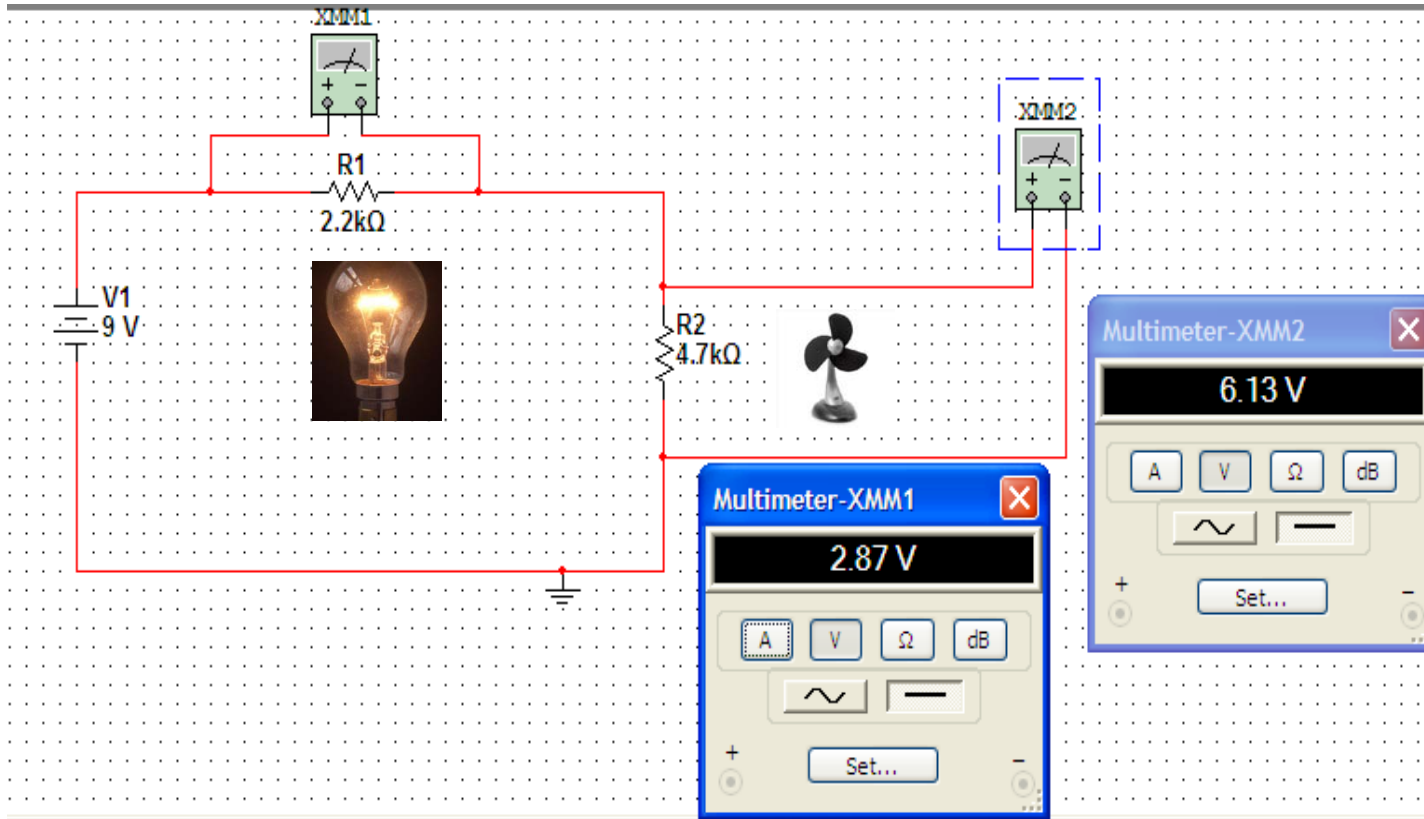 XMM1
+ −
XMM2
+ −
R1
2.2kΩ
V1
9 V
R2
4.7kΩ
Multimeter-XMM2
6.13 V
A V Ω dB
+ −
Set...
Multimeter-XMM1
2.87 V
A V Ω dB
+ −
Set...